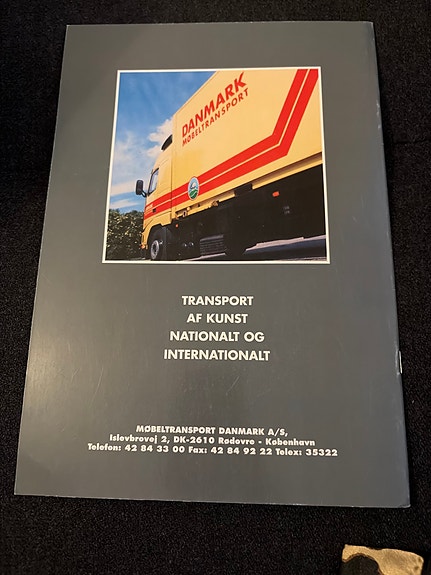 DANMARK
MØBELTRANSPORT
TRANSPORT
AF KUNST
NATIONALT OG
INTERNATIONALT
MØBELTRANSPORT DANMARK A/S,
Islevbrovej 2, DK-2610 Rødovre - København
Telefon: 42 84 33 00 Fax: 42 84 92 22 Telex: 35322